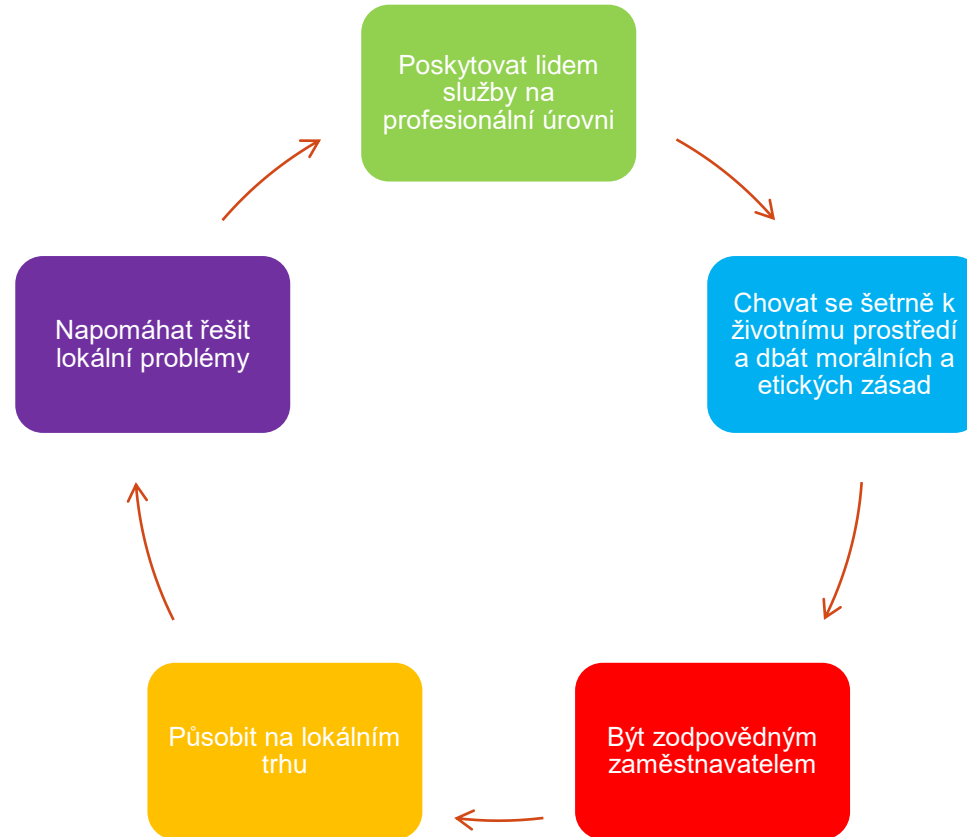 Poskytovat lidem
služby na
profesionální úrovni
Chovat se šetrně k
životnímu prostředí
a dbát morálních a
etických zásad
Být zodpovědným
zaměstnavatelem
Působit na lokálním
trhu
Napomáhat řešit
lokální problémy